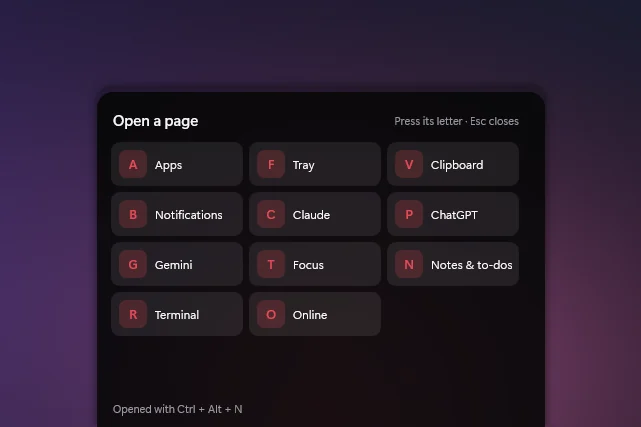 Open a page
Press its letter · Esc closes
A Apps
F Tray
V Clipboard
B Notifications
C Claude
P ChatGPT
G Gemini
T Focus
N Notes & to-dos
R Terminal
O Online
Opened with Ctrl + Alt + N